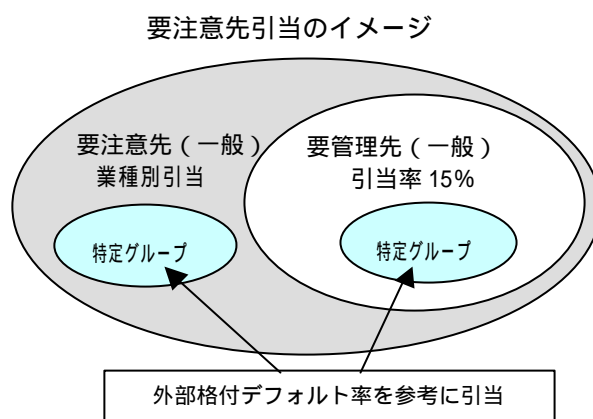 要注意先引当のイメージ
要注意先（一般）
業種別引当
要管理先（一般）
引当率 15%
特定グループ
特定グループ
外部格付デフォルト率を参考に引当